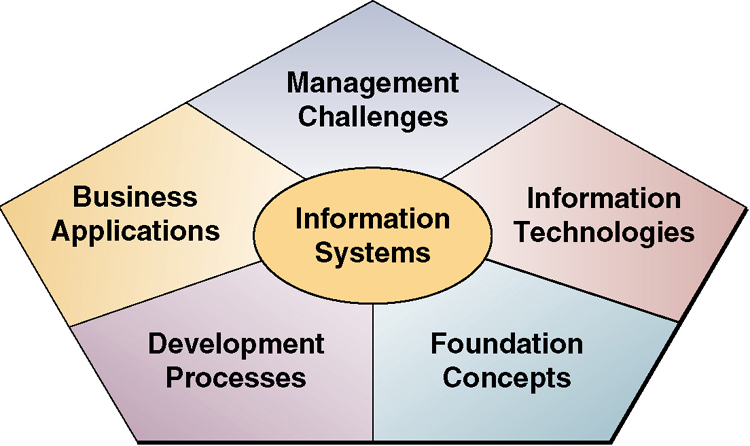 Management
Challenges
Business
Applications
Information
Systems
Information
Technologies
Development
Processes
Foundation
Concepts